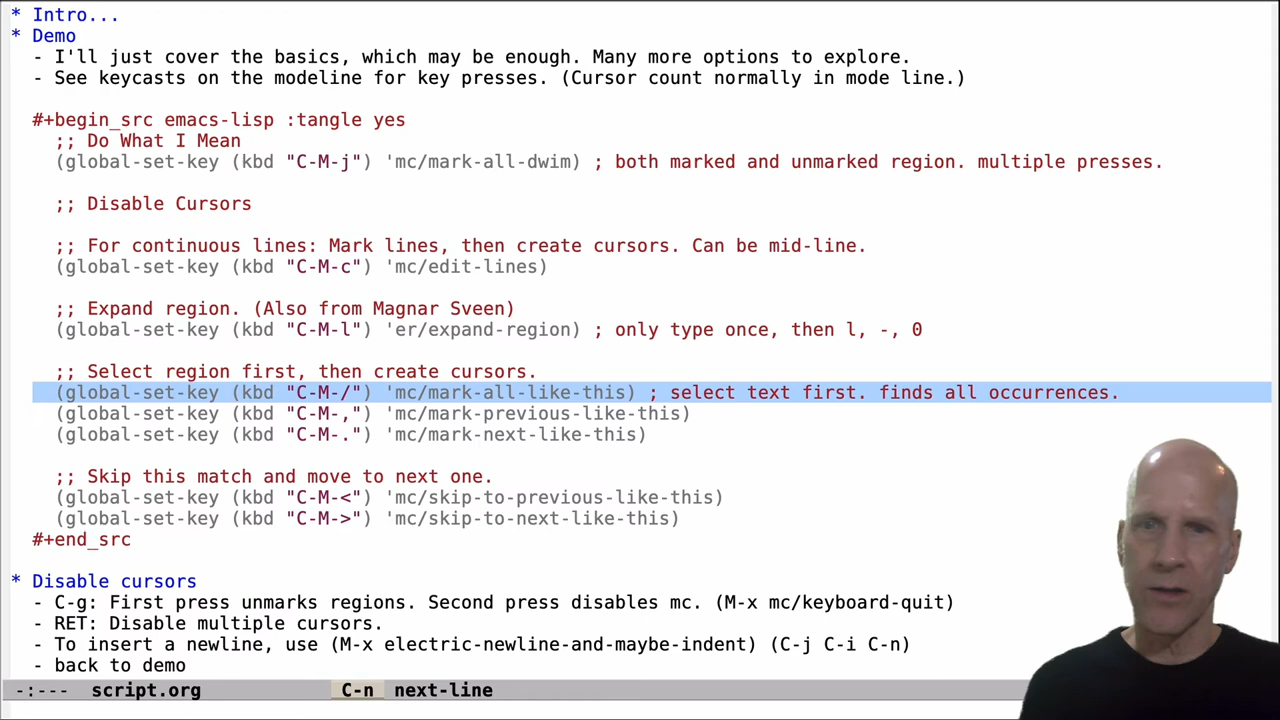 * Intro...
* Demo
- I'll just cover the basics, which may be enough. Many more options to explore.
- See keycasts on the modeline for key presses. (Cursor count normally in mode line.)
#+begin_src emacs-lisp :tangle yes
;; Do What I Mean
(global-set-key (kbd "C-M-j") 'mc/mark-all-dwim) ; both marked and unmarked region. multiple presses.
;; Disable Cursors
;; For continuous lines: Mark lines, then create cursors. Can be mid-line.
(global-set-key (kbd "C-M-c") 'mc/edit-lines)
;; Expand region. (Also from Magnar Sveen)
(global-set-key (kbd "C-M-l") 'er/expand-region) ; only type once, then l, -, 0
;; Select region first, then create cursors.
(global-set-key (kbd "C-M-/") 'mc/mark-all-like-this) ; select text first. finds all occurrences.
(global-set-key (kbd "C-M-,") 'mc/mark-previous-like-this)
(global-set-key (kbd "C-M-.") 'mc/mark-next-like-this)
;; Skip this match and move to next one.
(global-set-key (kbd "C-M-<") 'mc/skip-to-previous-like-this)
(global-set-key (kbd "C-M->") 'mc/skip-to-next-like-this)
#+end_src
* Disable cursors
- C-g: First press unmarks regions. Second press disables mc. (M-x mc/keyboard-quit)
- RET: Disable multiple cursors.
- To insert a newline, use (M-x electric-newline-and-maybe-indent) (C-j C-i C-n)
- back to demo
-:--- script.org C-n next-line